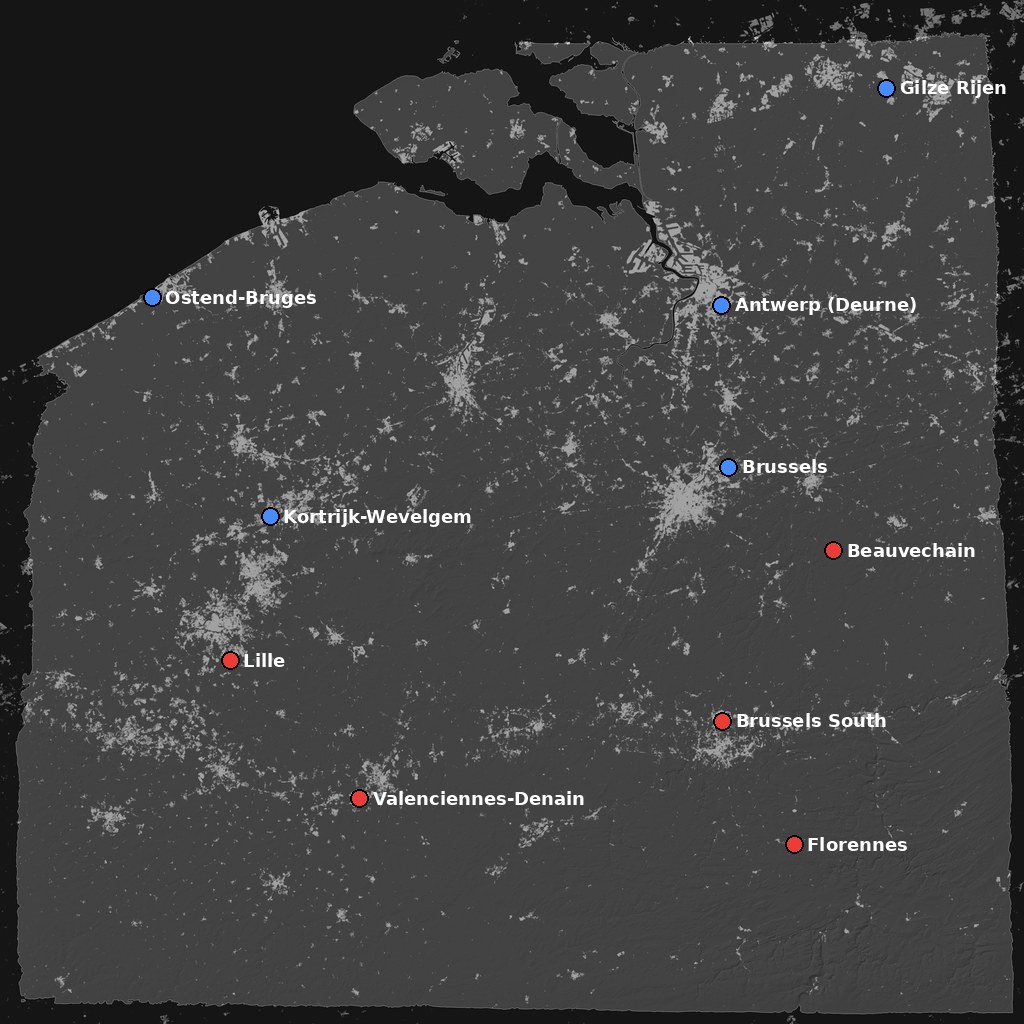 Gilze Rijen
Ostend-Bruges
Antwerp (Deurne)
Brussels
Kortrijk-Wevelgem
Beauvechain
Lille
Brussels South
Valenciennes-Denain
Florennes